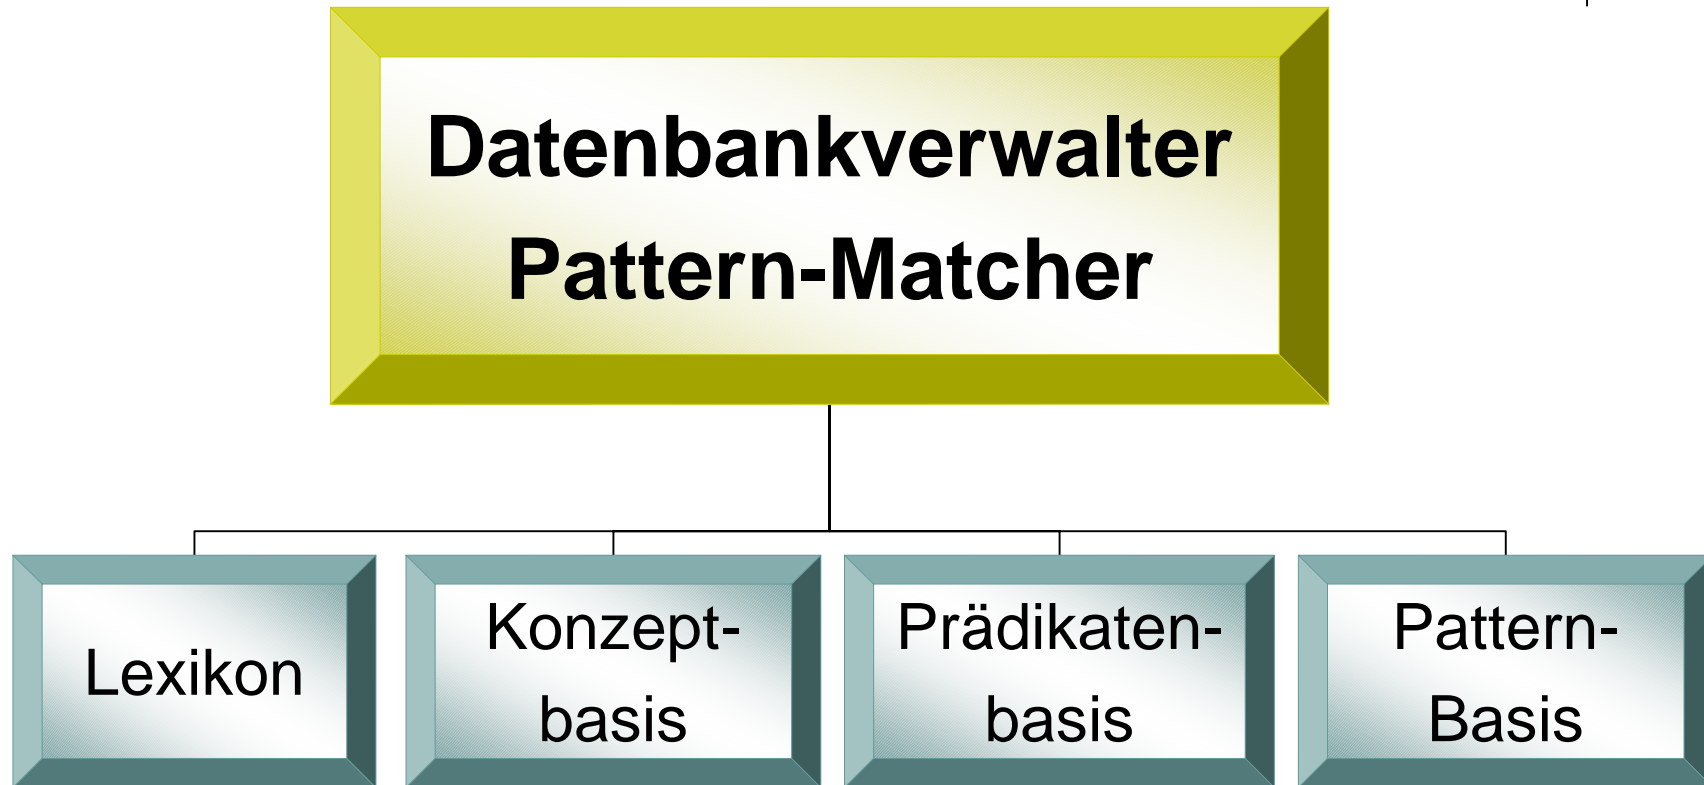 Datenbankverwalter
Pattern-Matcher
Lexikon
Konzept-
basis
Prädikaten-
basis
Pattern-
Basis